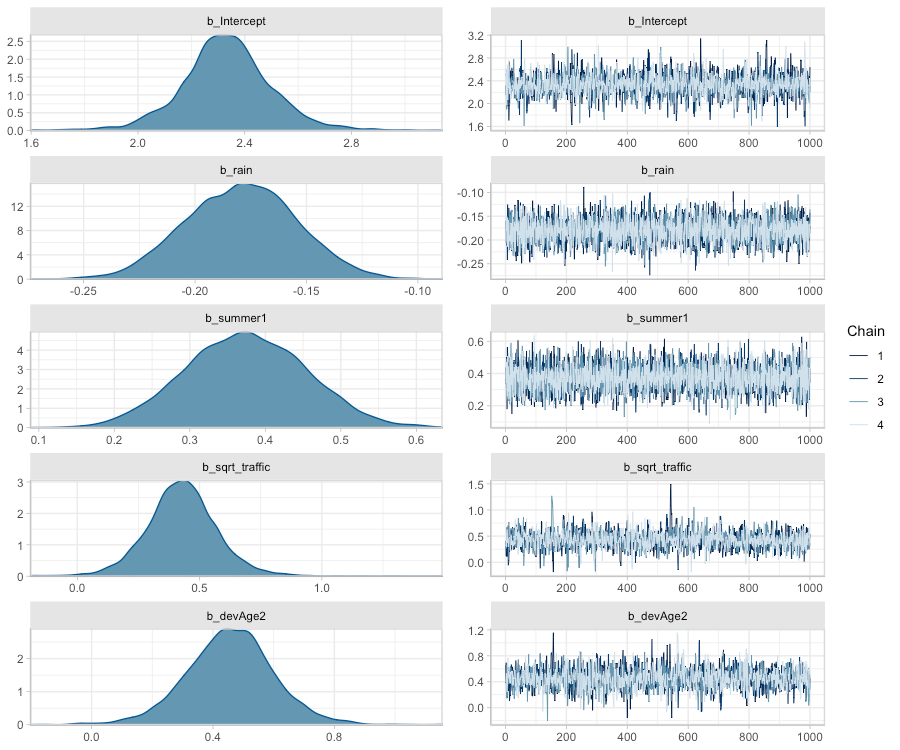 b_Intercept
2.5
2.0
1.5
1.0
0.5
0.0
1.6 2.0 2.4 2.8
b_Intercept
3.2
2.8
2.4
2.0
1.6
0 200 400 600 800 1000
b_rain
12
8
4
0
-0.25 -0.20 -0.15 -0.10
b_rain
-0.10
-0.15
-0.20
-0.25
0 200 400 600 800 1000
b_summer1
4
3
2
1
0
0.1 0.2 0.3 0.4 0.5 0.6
b_summer1
0.6
0.4
0.2
0 200 400 600 800 1000
b_sqrt_traffic
3
2
1
0
0.0 0.5 1.0
b_sqrt_traffic
1.5
1.0
0.5
0.0
0 200 400 600 800 1000
b_devAge2
2
1
0
0.0 0.4 0.8
b_devAge2
1.2
0.8
0.4
0.0
0 200 400 600 800 1000
Chain
1
2
3
4